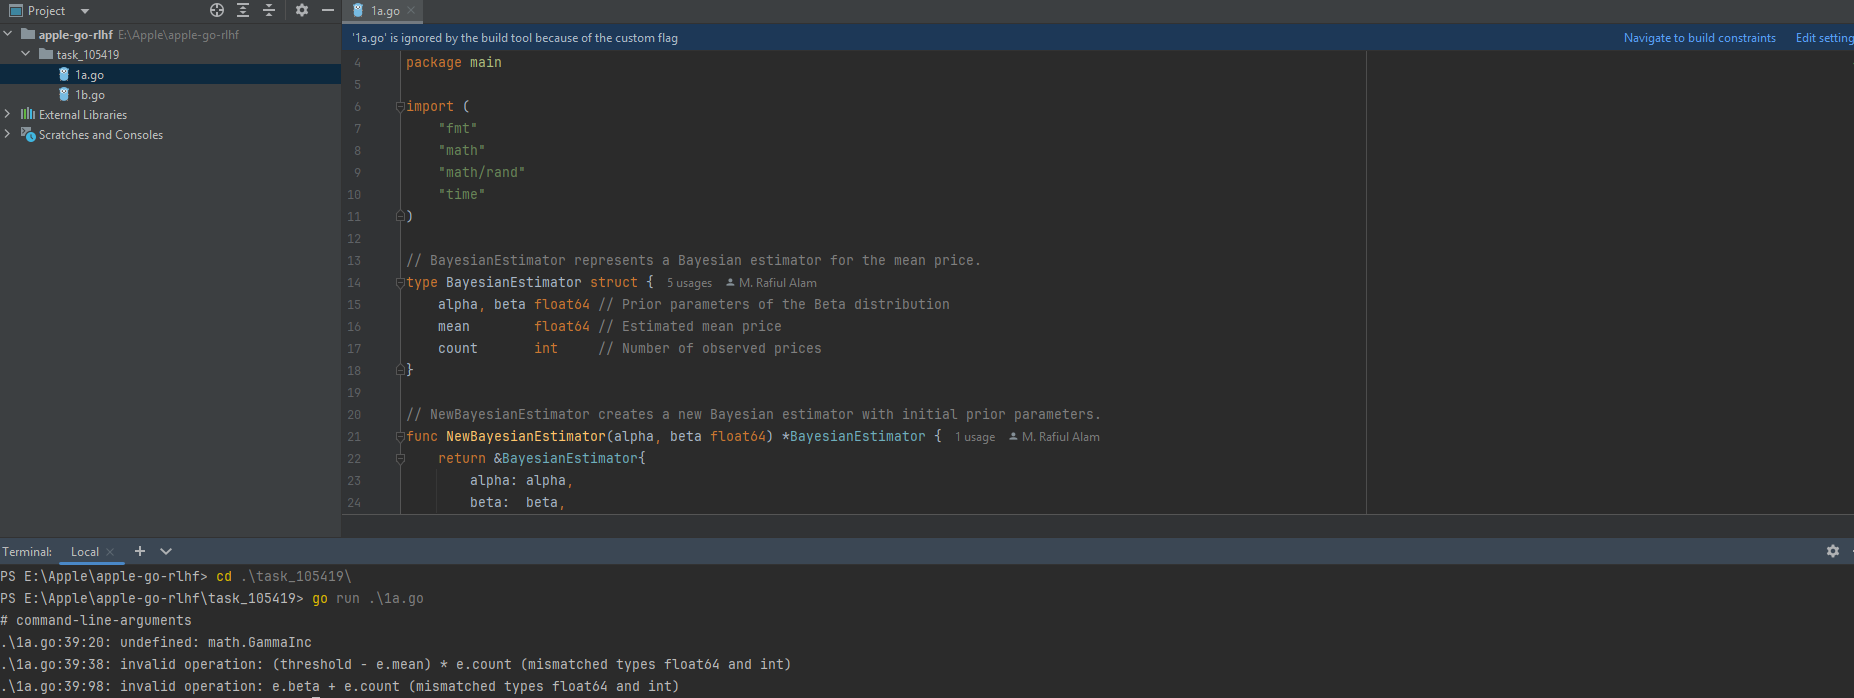 Project
1a.go
apple-go-rlhf E:\Apple\apple-go-rlhf
task_105419
1a.go
1b.go
External Libraries
Scratches and Consoles
'1a.go' is ignored by the build tool because of the custom flag
Navigate to build constraints Edit setting
4 package main
5
6 import (
7 "fmt"
8 "math"
9 "math/rand"
10 "time"
11 )
12
13 // BayesianEstimator represents a Bayesian estimator for the mean price.
14 type BayesianEstimator struct { 5 usages M. Rafiul Alam
15 alpha, beta float64 // Prior parameters of the Beta distribution
16 mean float64 // Estimated mean price
17 count int // Number of observed prices
18 }
19
20 // NewBayesianEstimator creates a new Bayesian estimator with initial prior parameters.
21 func NewBayesianEstimator(alpha, beta float64) *BayesianEstimator { 1 usage M. Rafiul Alam
22 return &BayesianEstimator{
23 alpha: alpha,
24 beta: beta,
Terminal: Local
PS E:\Apple\apple-go-rlhf> cd .\task_105419\
PS E:\Apple\apple-go-rlhf\task_105419> go run .\1a.go
# command-line-arguments
.\1a.go:39:20: undefined: math.GammaInc
.\1a.go:39:38: invalid operation: (threshold - e.mean) * e.count (mismatched types float64 and int)
.\1a.go:39:98: invalid operation: e.beta + e.count (mismatched types float64 and int)